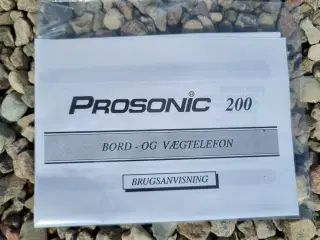 PROSONIC® 200
BORD - OG VÆGTELEFON
BRUGSANVISNING